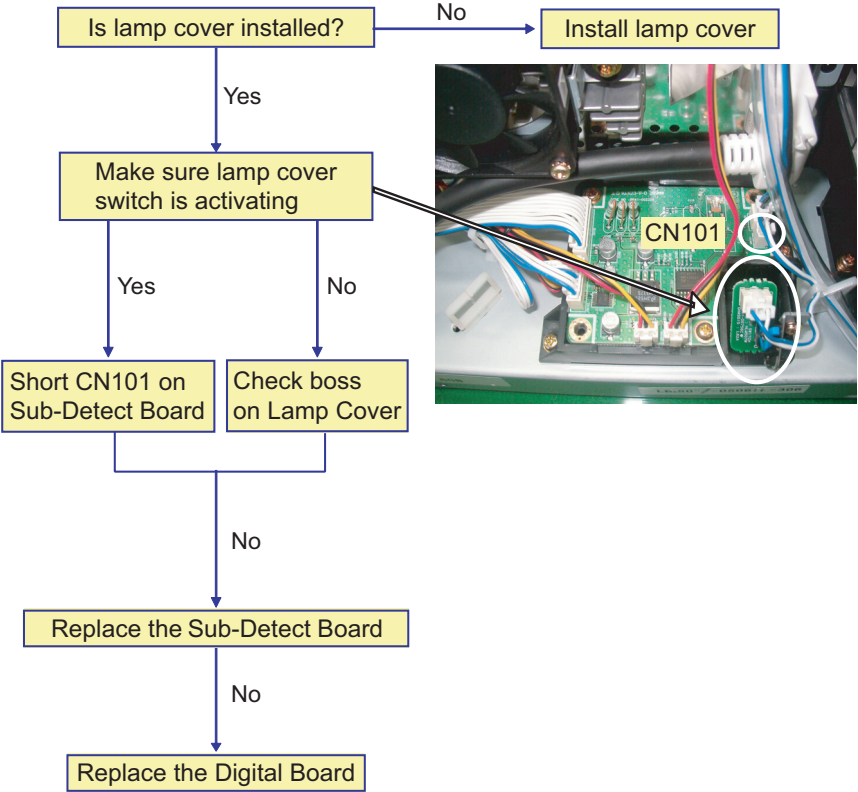 Is lamp cover installed?
No
Install lamp cover
Yes
Make sure lamp cover
switch is activating
CN101
Yes
No
Short CN101 on
Sub-Detect Board
Check boss
on Lamp Cover
No
Replace the Sub-Detect Board
No
Replace the Digital Board